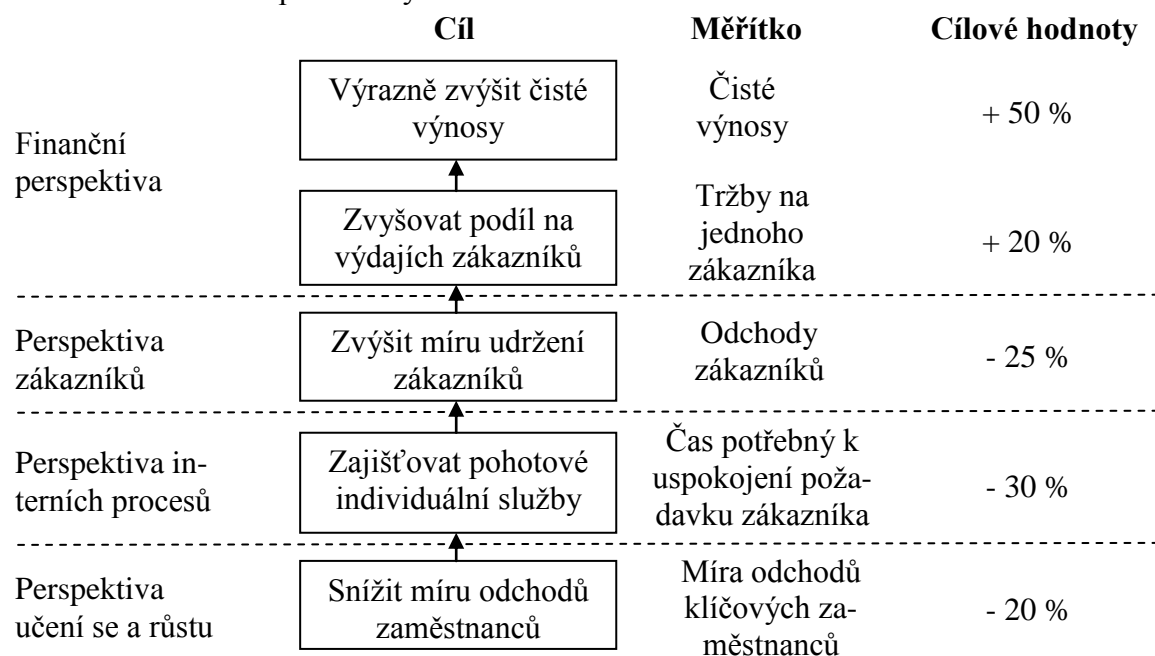 Cíl Měřítko Cílové hodnoty
Finanční
perspektiva
Výrazně zvýšit čisté
výnosy
Čisté
výnosy
+ 50 %
Zvyšovat podíl na
výdajích zákazníků
Tržby na
jednoho
zákazníka
+ 20 %
Perspektiva
zákazníků
Zvýšit míru udržení
zákazníků
Odchody
zákazníků
- 25 %
Perspektiva in-
terních procesů
Zajišťovat pohotové
individuální služby
Čas potřebný k
uspokojení poža-
davku zákazníka
- 30 %
Perspektiva
učení se a růstu
Snížit míru odchodů
zaměstnanců
Míra odchodů
klíčových za-
městnanců
- 20 %